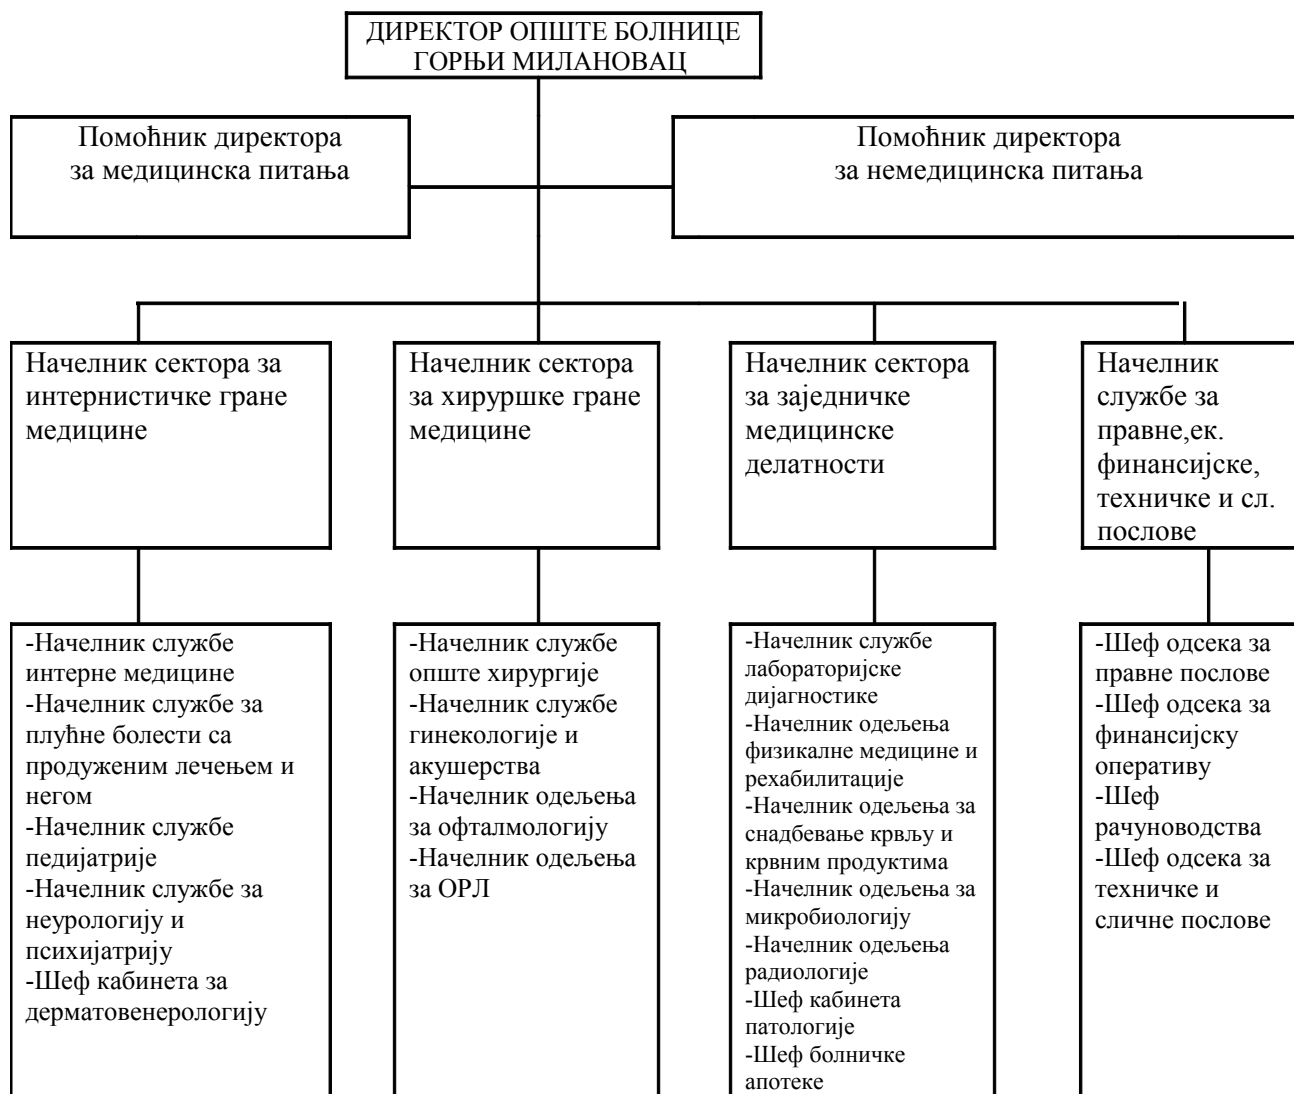 ДИРЕКТОР ОПШТЕ БОЛНИЦЕ
ГОРЊИ МИЛАНОВАЦ
Помоћник директора
за медицинска питања
Помоћник директора
за немедицинска питања
Начелник сектора за
интернистичке гране
медицине
Начелник сектора
за хируршке гране
медицине
Начелник сектора
за заједничке
медицинске
делатности
Начелник
службе за
правне,ек.
финансијске,
техничке и сл.
послове
-Начелник службе
интерне медицине
-Начелник службе за
плућне болести са
продуженим лечењем и
негом
-Начелник службе
педијатрије
-Начелник службе за
неурологију и
психијатрију
-Шеф кабинета за
дерматовенерологију
-Начелник службе
опште хирургије
-Начелник службе
гинекологије и
акушерства
-Начелник одељења
за офталмологију
-Начелник одељења
за ОРЛ
-Начелник службе
лабораторијске
дијагностике
-Начелник одељења
физикалне медицине и
рехабилитације
-Начелник одељења за
снадбевање крвљу и
крвним продуктима
-Начелник одељења за
микробиологију
-Начелник одељења
радиологије
-Шеф кабинета
патологије
-Шеф болничке
апотеке
-Шеф одсека за
правне послове
-Шеф одсека за
финансијску
оперативу
-Шеф
рачуноводства
-Шеф одсека за
техничке и
сличне послове